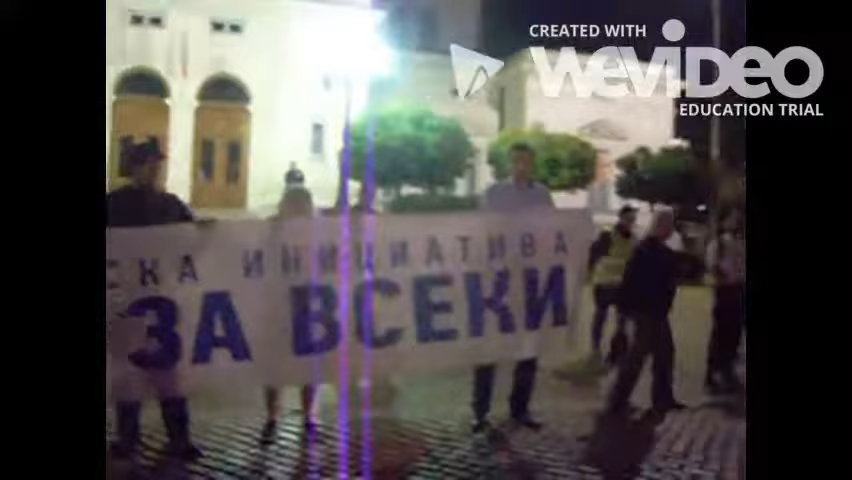 CREATED WITH
WEVIDEO
EDUCATION TRIAL
СКА ИНИЦИАТИВА
ЗА ВСЕКИ